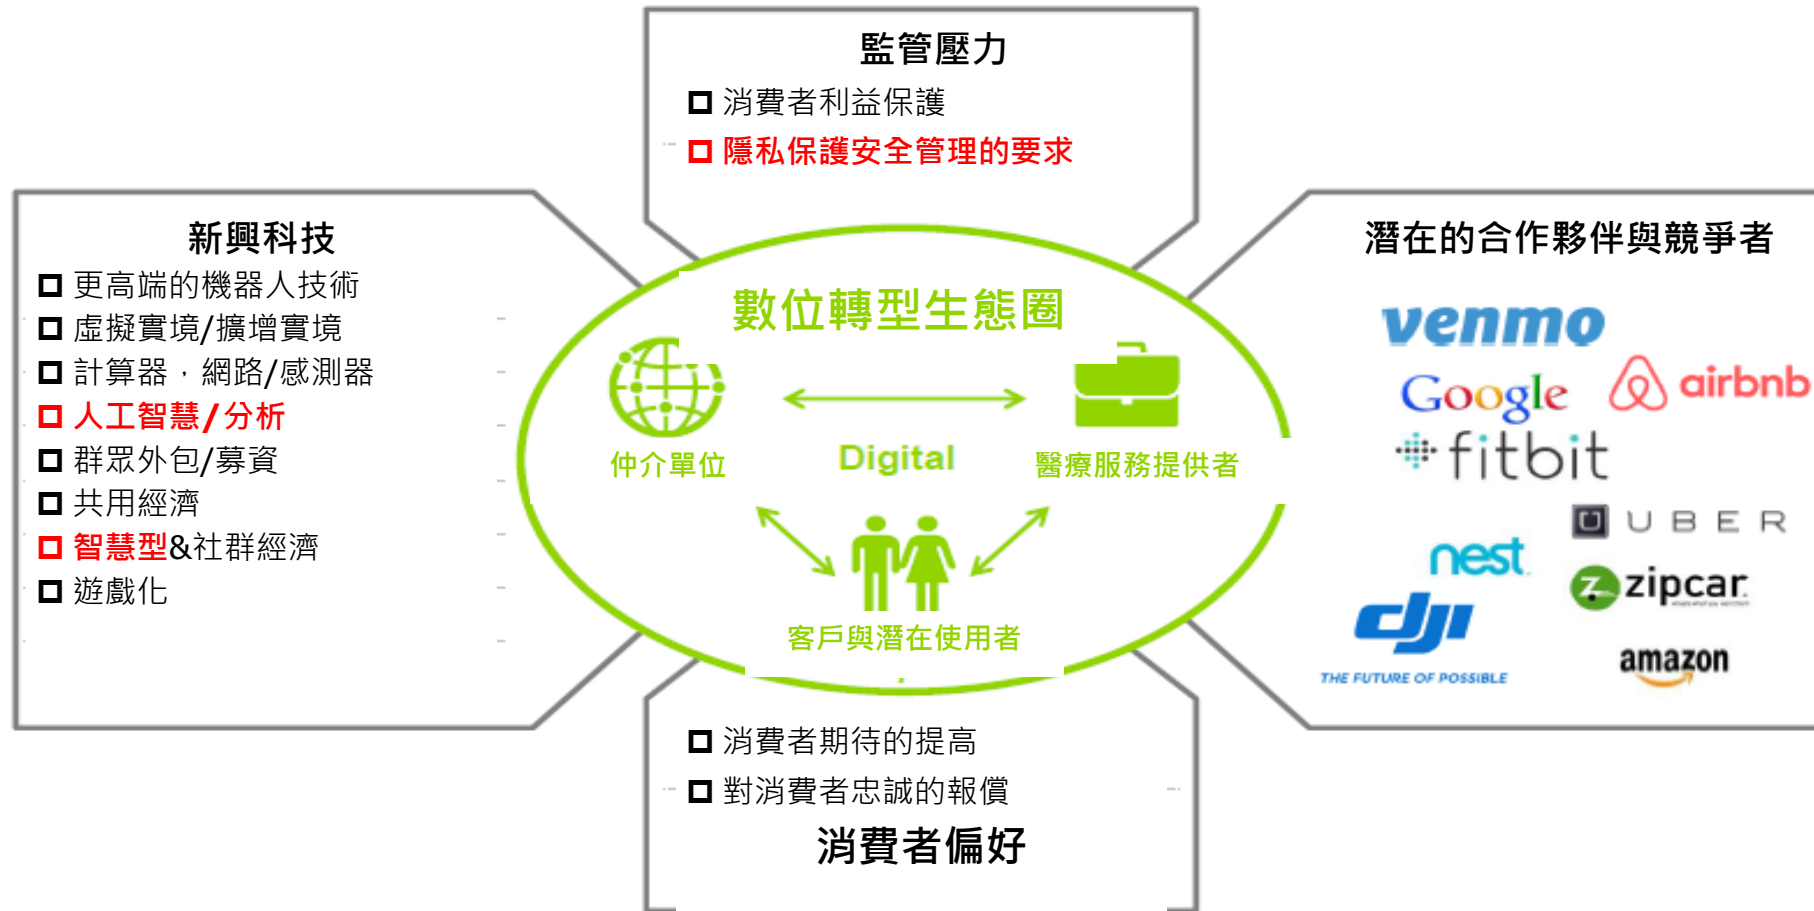 監管壓力
消費者利益保護
隱私保護安全管理的要求
新興科技
更高端的機器人技術
虛擬實境/擴增實境
計算器，網路/感測器
人工智慧/分析
群眾外包/募資
共用經濟
智慧型&社群經濟
遊戲化
數位轉型生態圈
仲介單位
Digital
醫療服務提供者
客戶與潛在使用者
潛在的合作夥伴與競爭者
venmo
Google
airbnb
fitbit
UBER
nest
zipcar
dji
THE FUTURE OF POSSIBLE
amazon
消費者期待的提高
對消費者忠誠的報償
消費者偏好